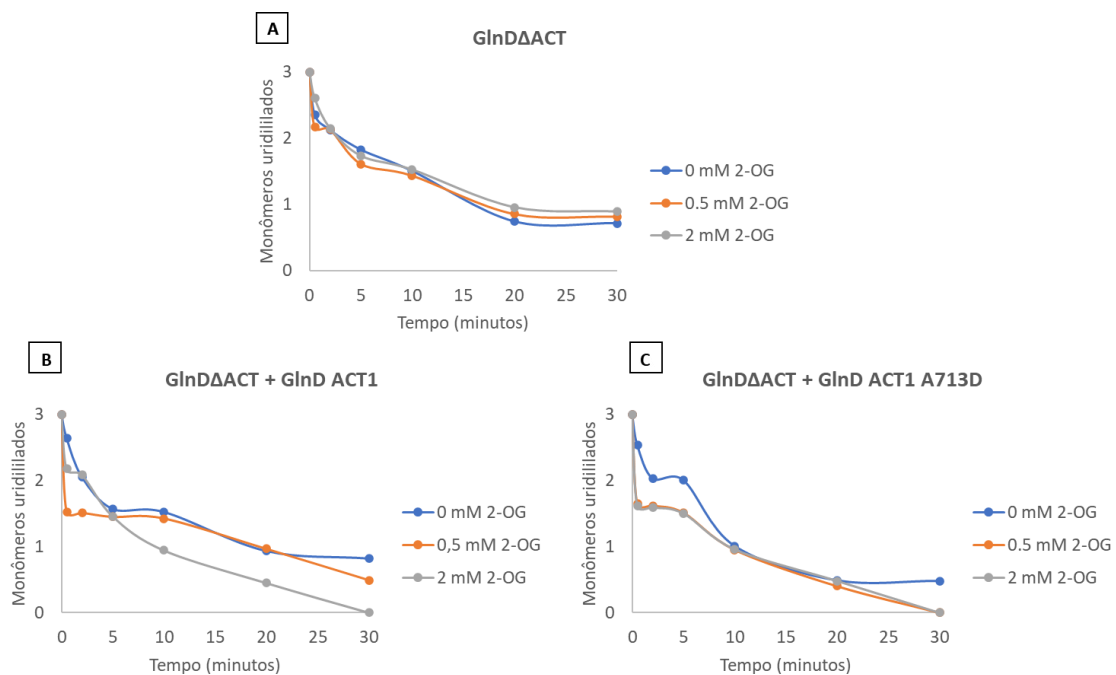 A
GlnDΔACT
Monômeros uridililados
3
2
1
0
0 5 10 15 20 25 30
Tempo (minutos)
0 mM 2-OG
0.5 mM 2-OG
2 mM 2-OG
B
GlnDΔACT + GlnD ACT1
Monômeros uridililados
3
2
1
0
0 5 10 15 20 25 30
Tempo (minutos)
0 mM 2-OG
0,5 mM 2-OG
2 mM 2-OG
C
GlnDΔACT + GlnD ACT1 A713D
Monômeros uridililados
3
2
1
0
0 5 10 15 20 25 30
Tempo (minutos)
0 mM 2-OG
0.5 mM 2-OG
2 mM 2-OG